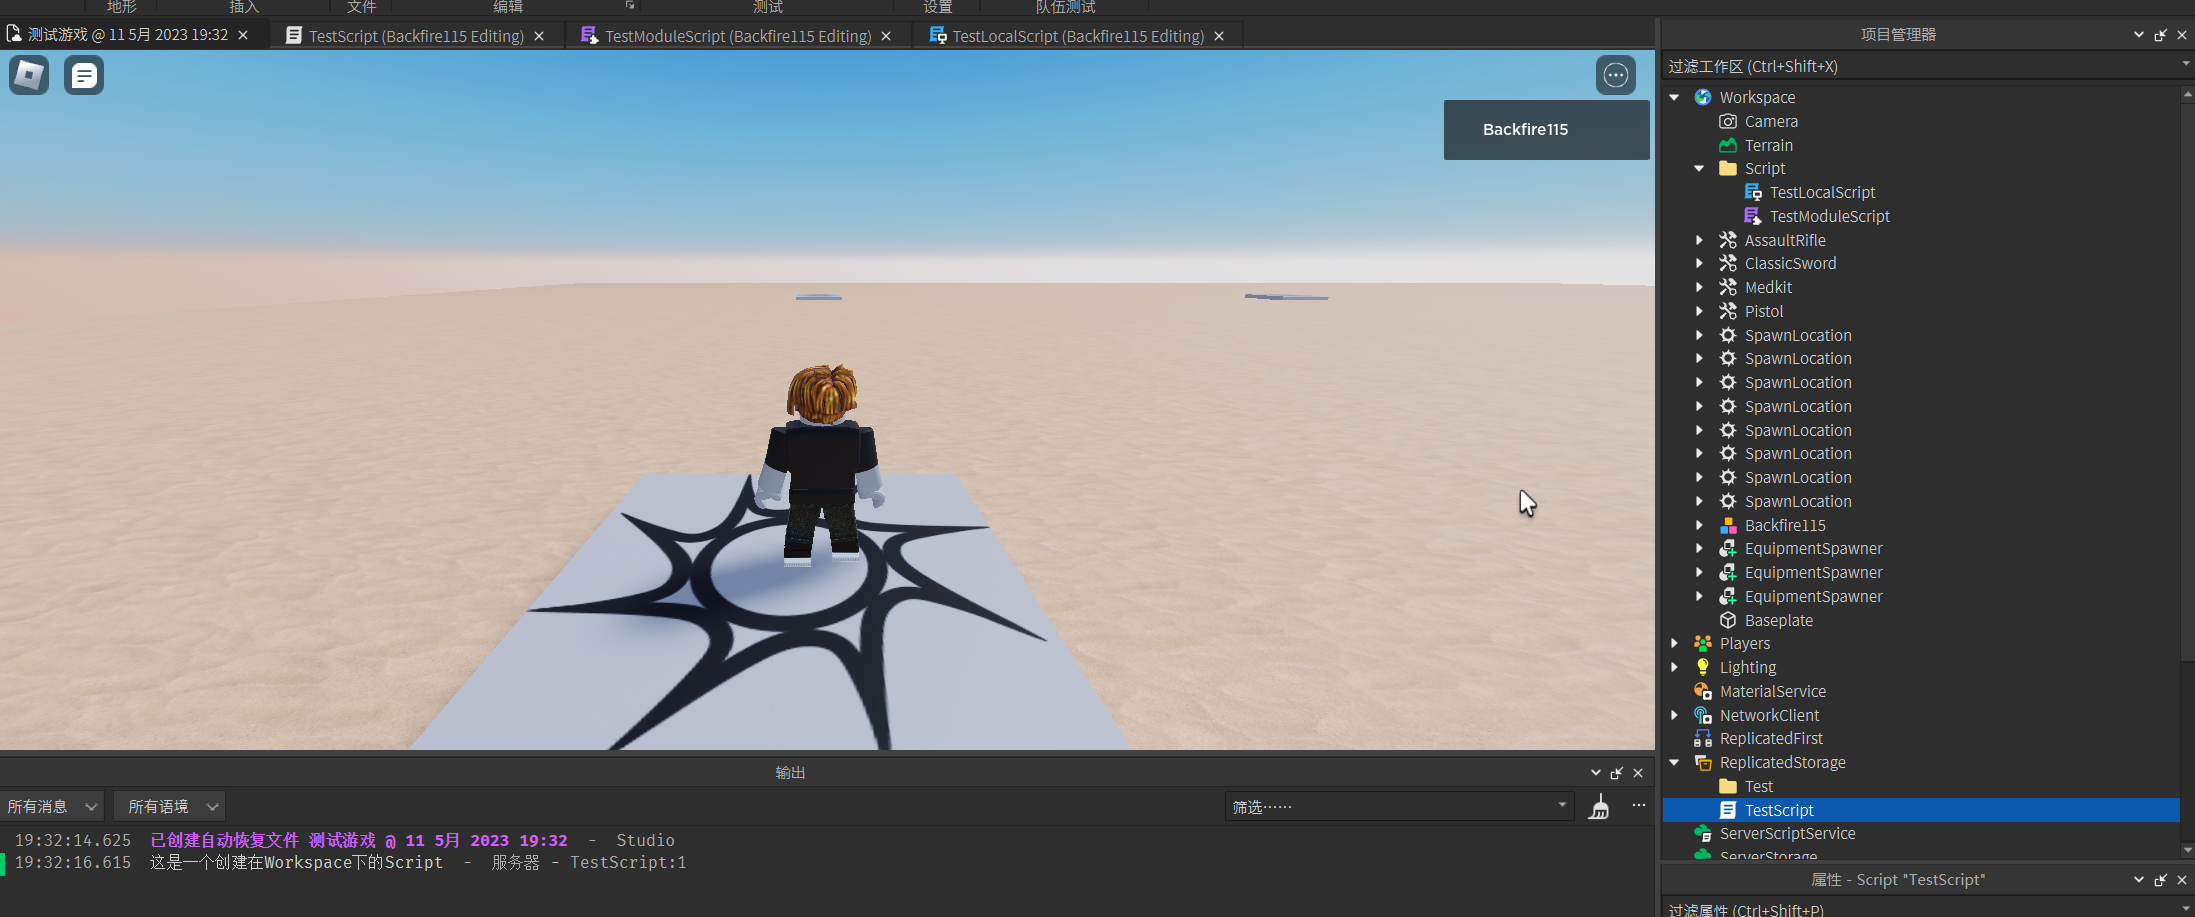 地形 插入 文件 编辑 测试 设置 队伍测试
测试游戏 @ 11 5月 2023 19:32
TestScript (Backfire115 Editing)
TestModuleScript (Backfire115 Editing)
TestLocalScript (Backfire115 Editing)
Backfire115
输出
所有消息
所有语境
筛选……
19:32:14.625 已创建自动恢复文件 测试游戏 @ 11 5月 2023 19:32 - Studio
19:32:16.615 这是一个创建在Workspace下的Script - 服务器 - TestScript:1
项目管理器
过滤工作区 (Ctrl+Shift+X)
Workspace
Camera
Terrain
Script
TestLocalScript
TestModuleScript
AssaultRifle
ClassicSword
Medkit
Pistol
SpawnLocation
SpawnLocation
SpawnLocation
SpawnLocation
SpawnLocation
SpawnLocation
SpawnLocation
SpawnLocation
Backfire115
EquipmentSpawner
EquipmentSpawner
EquipmentSpawner
Baseplate
Players
Lighting
MaterialService
NetworkClient
ReplicatedFirst
ReplicatedStorage
Test
TestScript
ServerScriptService
ServerStorage
属性 - Script "TestScript"
过滤属性 (Ctrl+Shift+P)